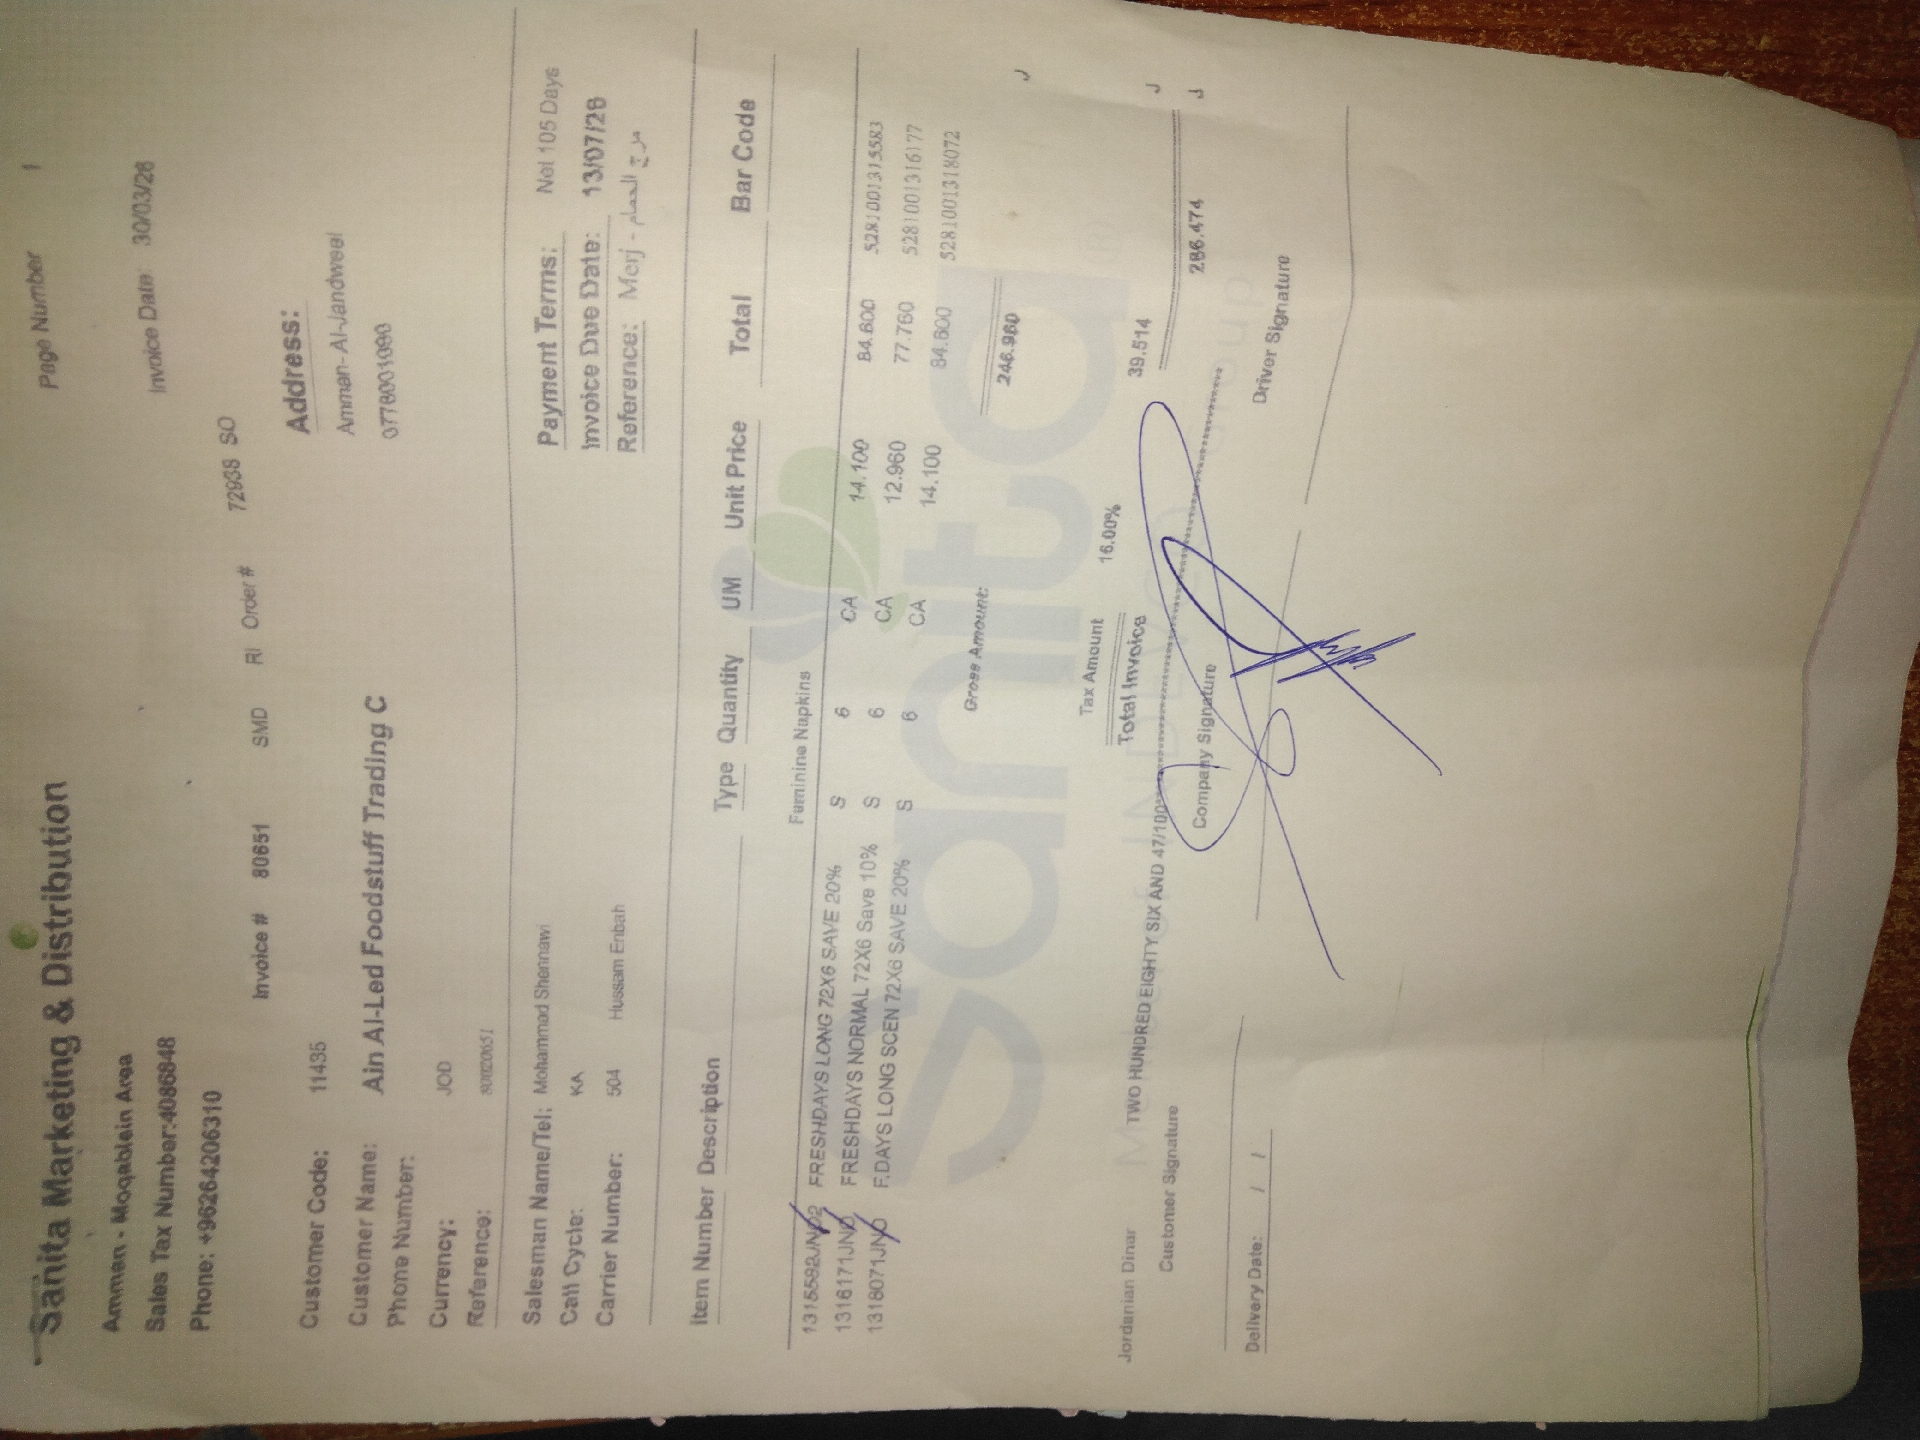 Sanita Marketing & Distribution
Page Number 1
Amman - Moqablein Area
Sales Tax Number:4086848
Invoice Date: 30/03/26
Phone: +96264206310
Invoice # 80651 SMD RI Order # 72938 SO
Customer Code: 11435
Address:
Customer Name: Ain Al-Led Foodstuff Trading C
Amman- Al-Jandweel
Phone Number:
0778001090
Currency: JOD
Reference: 80020651
Salesman Name/Tel: Mohammad Shennawi
Payment Terms: Net 105 Days
Call Cycle: KA
Invoice Due Date: 13/07/26
Carrier Number: 504 Hussam Enbah
Reference: Merj - مرج الحمام
Item Number Description Type Quantity UM Unit Price Total Bar Code
Feminine Napkins
1315582JN02 FRESHDAYS LONG 72X6 SAVE 20% S 6 CA 14.100 84.600 5281001315583
1316171JNO FRESHDAYS NORMAL 72X6 Save 10% S 6 CA 12.960 77.760 5281001316177
1318071JNO F.DAYS LONG SCEN 72X6 SAVE 20% S 6 CA 14.100 84.600 5281001318072
sanita
Gross Amount: 246.960 J
Tax Amount 16.00% 39.514 J
Total Invoice 286.474 J
Jordanian Dinar TWO HUNDRED EIGHTY SIX AND 47/100
Customer Signature Company Signature Driver Signature
Delivery Date: / /